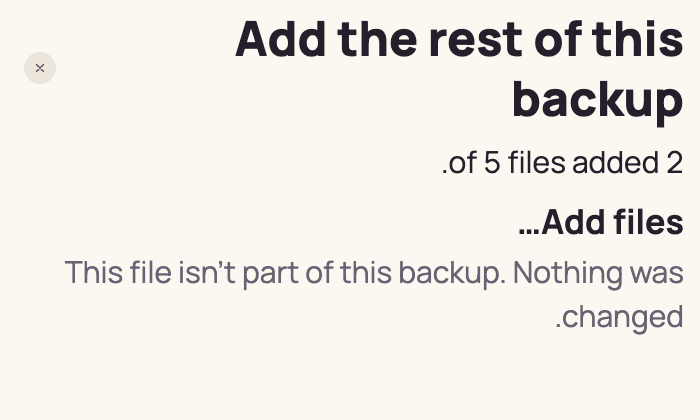 Add the rest of this
backup
.of 5 files added 2
…Add files
This file isn't part of this backup. Nothing was
.changed